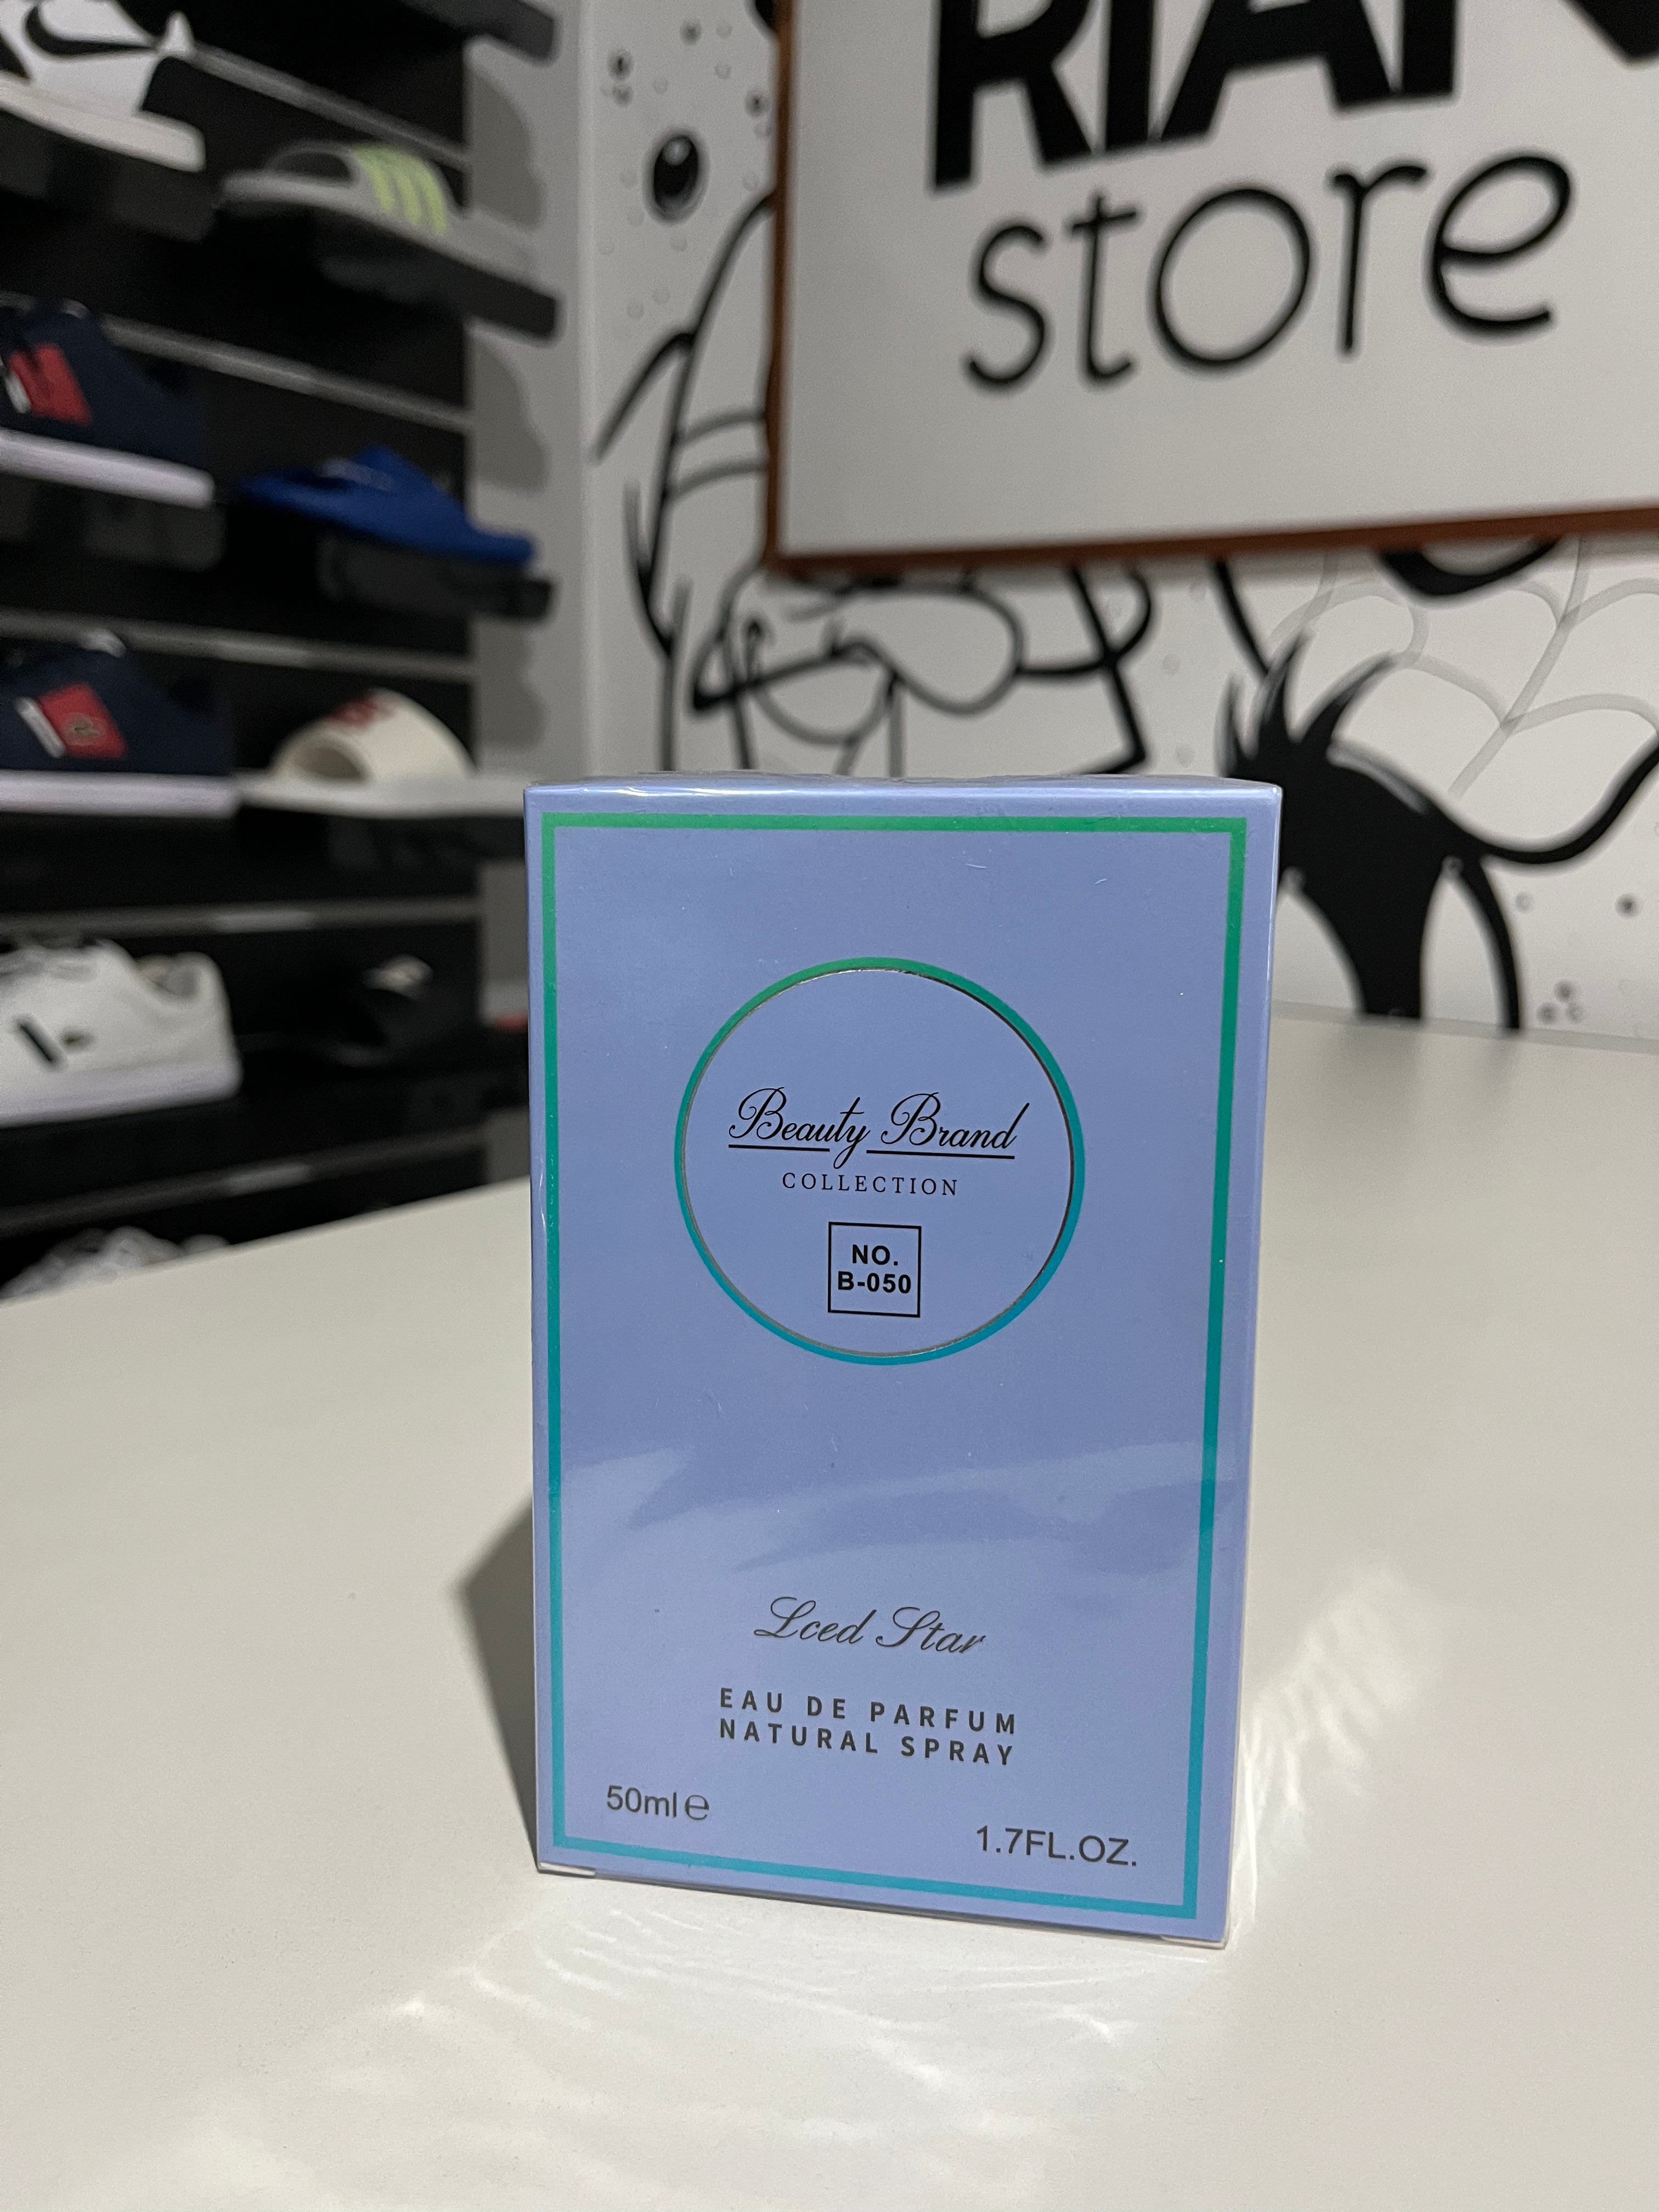 store
Beauty Brand
COLLECTION
NO.
B-050
Lced Star
EAU DE PARFUM
NATURAL SPRAY
50ml℮
1.7FL.OZ.